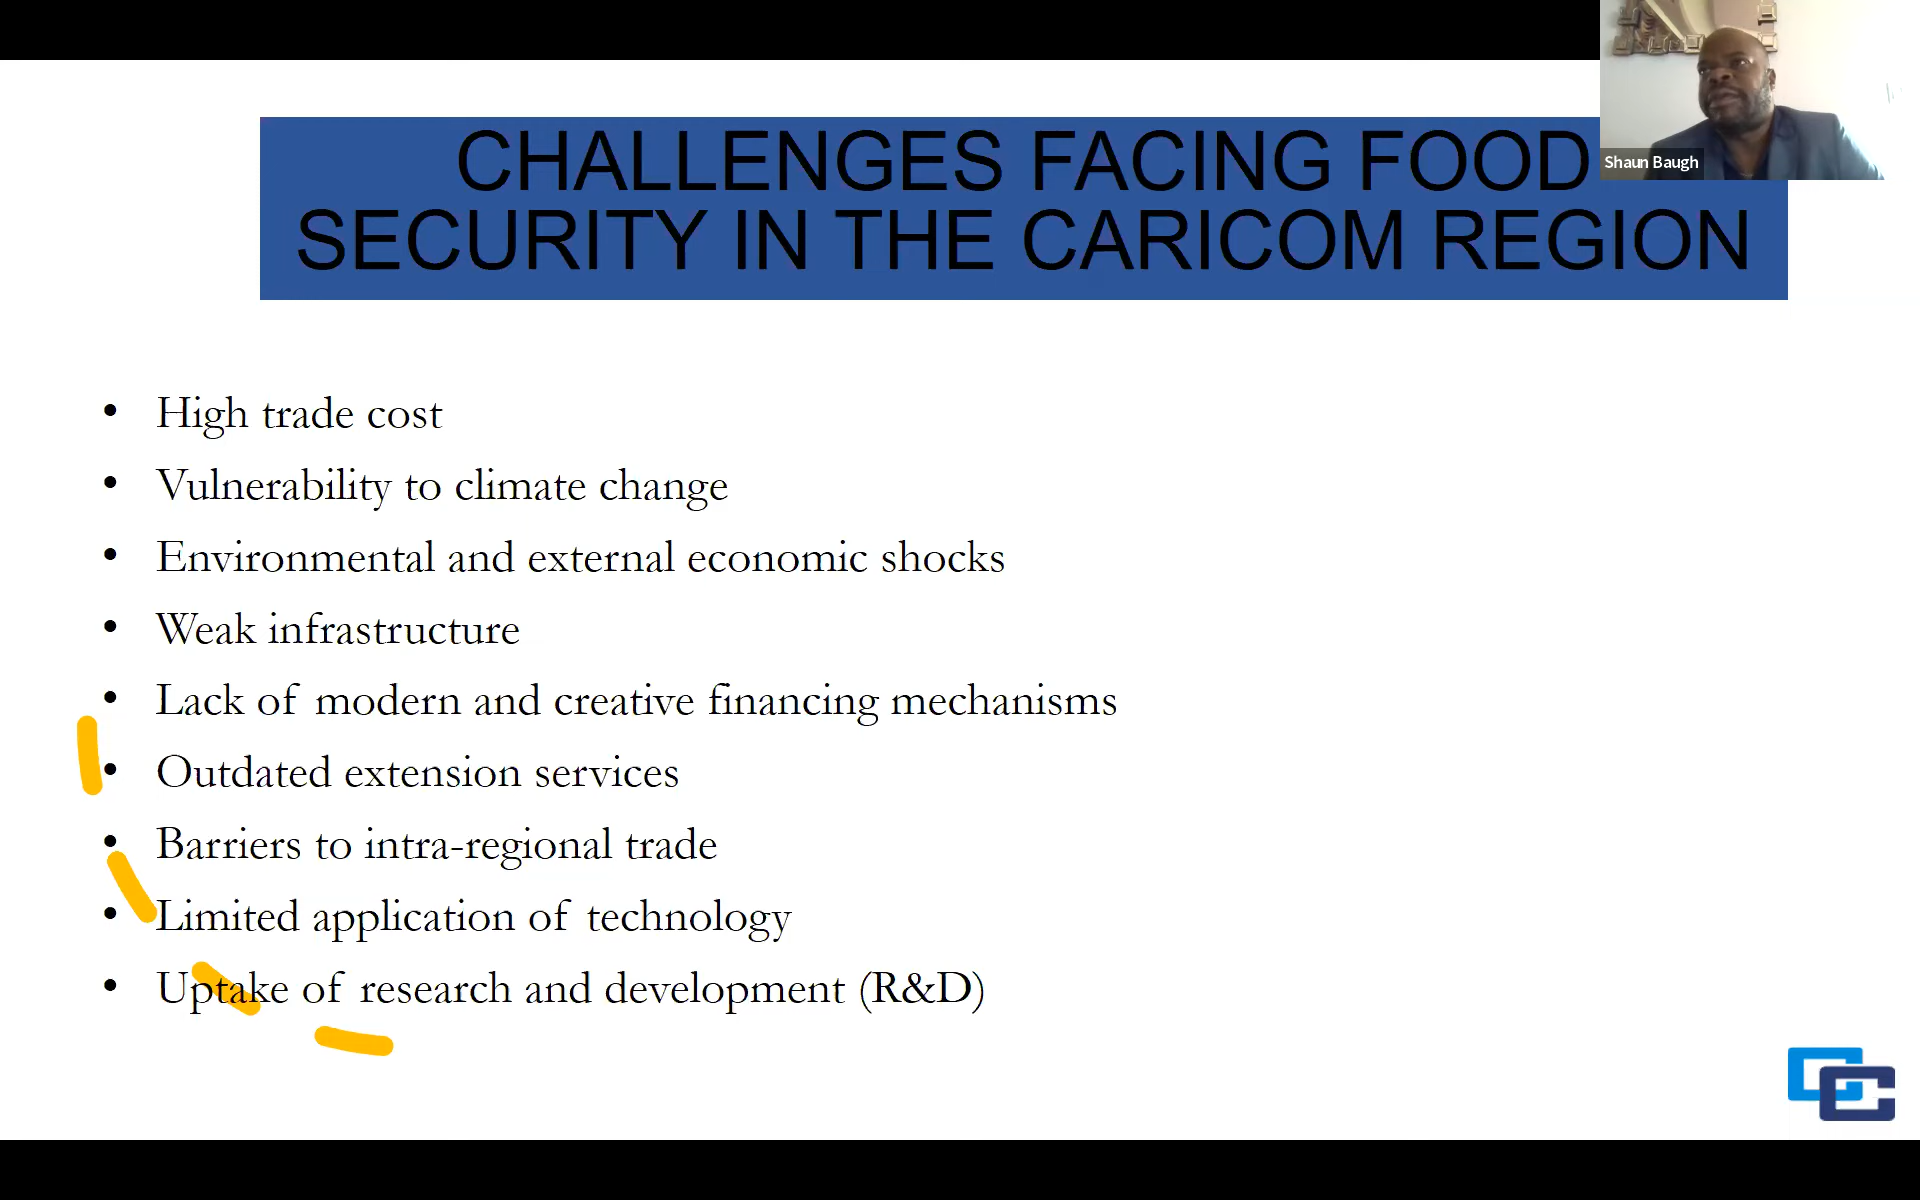 CHALLENGES FACING FOOD
SECURITY IN THE CARICOM REGION
Shaun Baugh
• High trade cost
• Vulnerability to climate change
• Environmental and external economic shocks
• Weak infrastructure
• Lack of modern and creative financing mechanisms
• Outdated extension services
• Barriers to intra-regional trade
• Limited application of technology
• Uptake of research and development (R&D)